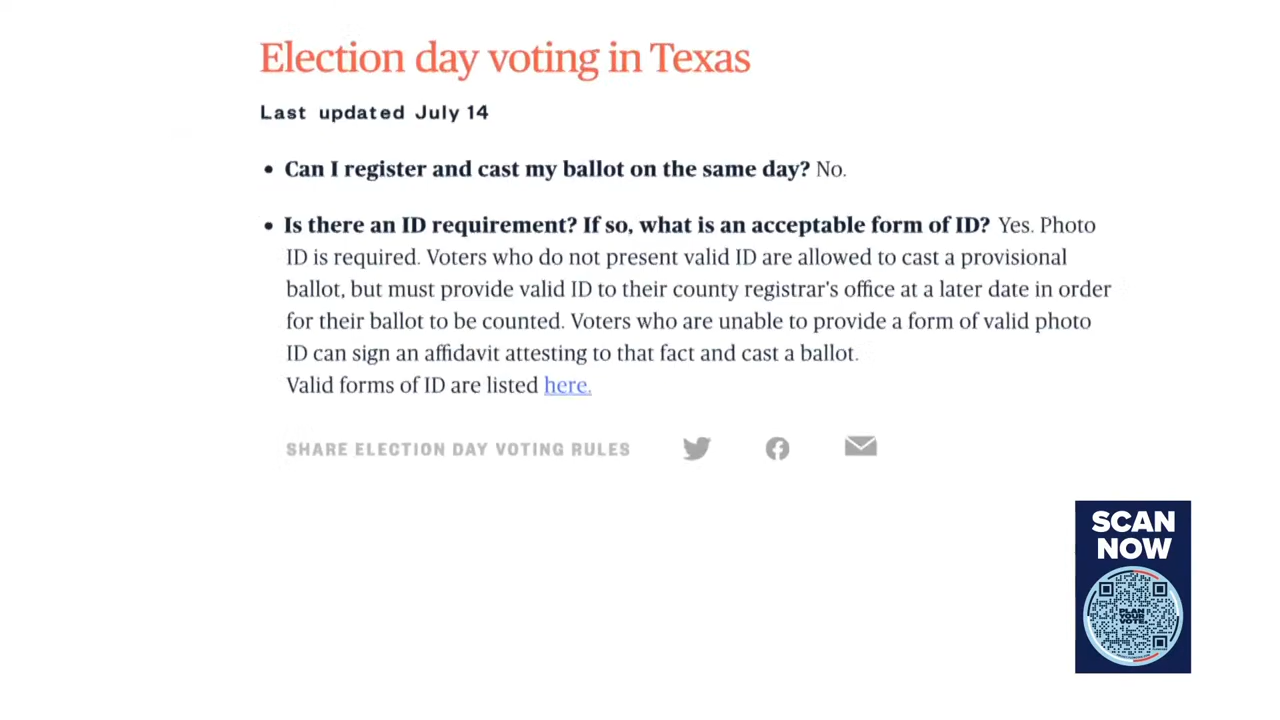 Election day voting in Texas
Last updated July 14
• Can I register and cast my ballot on the same day? No.
• Is there an ID requirement? If so, what is an acceptable form of ID? Yes. Photo
ID is required. Voters who do not present valid ID are allowed to cast a provisional
ballot, but must provide valid ID to their county registrar's office at a later date in order
for their ballot to be counted. Voters who are unable to provide a form of valid photo
ID can sign an affidavit attesting to that fact and cast a ballot.
Valid forms of ID are listed here.
SHARE ELECTION DAY VOTING RULES
SCAN
NOW
PLAN
YOUR
VOTE.